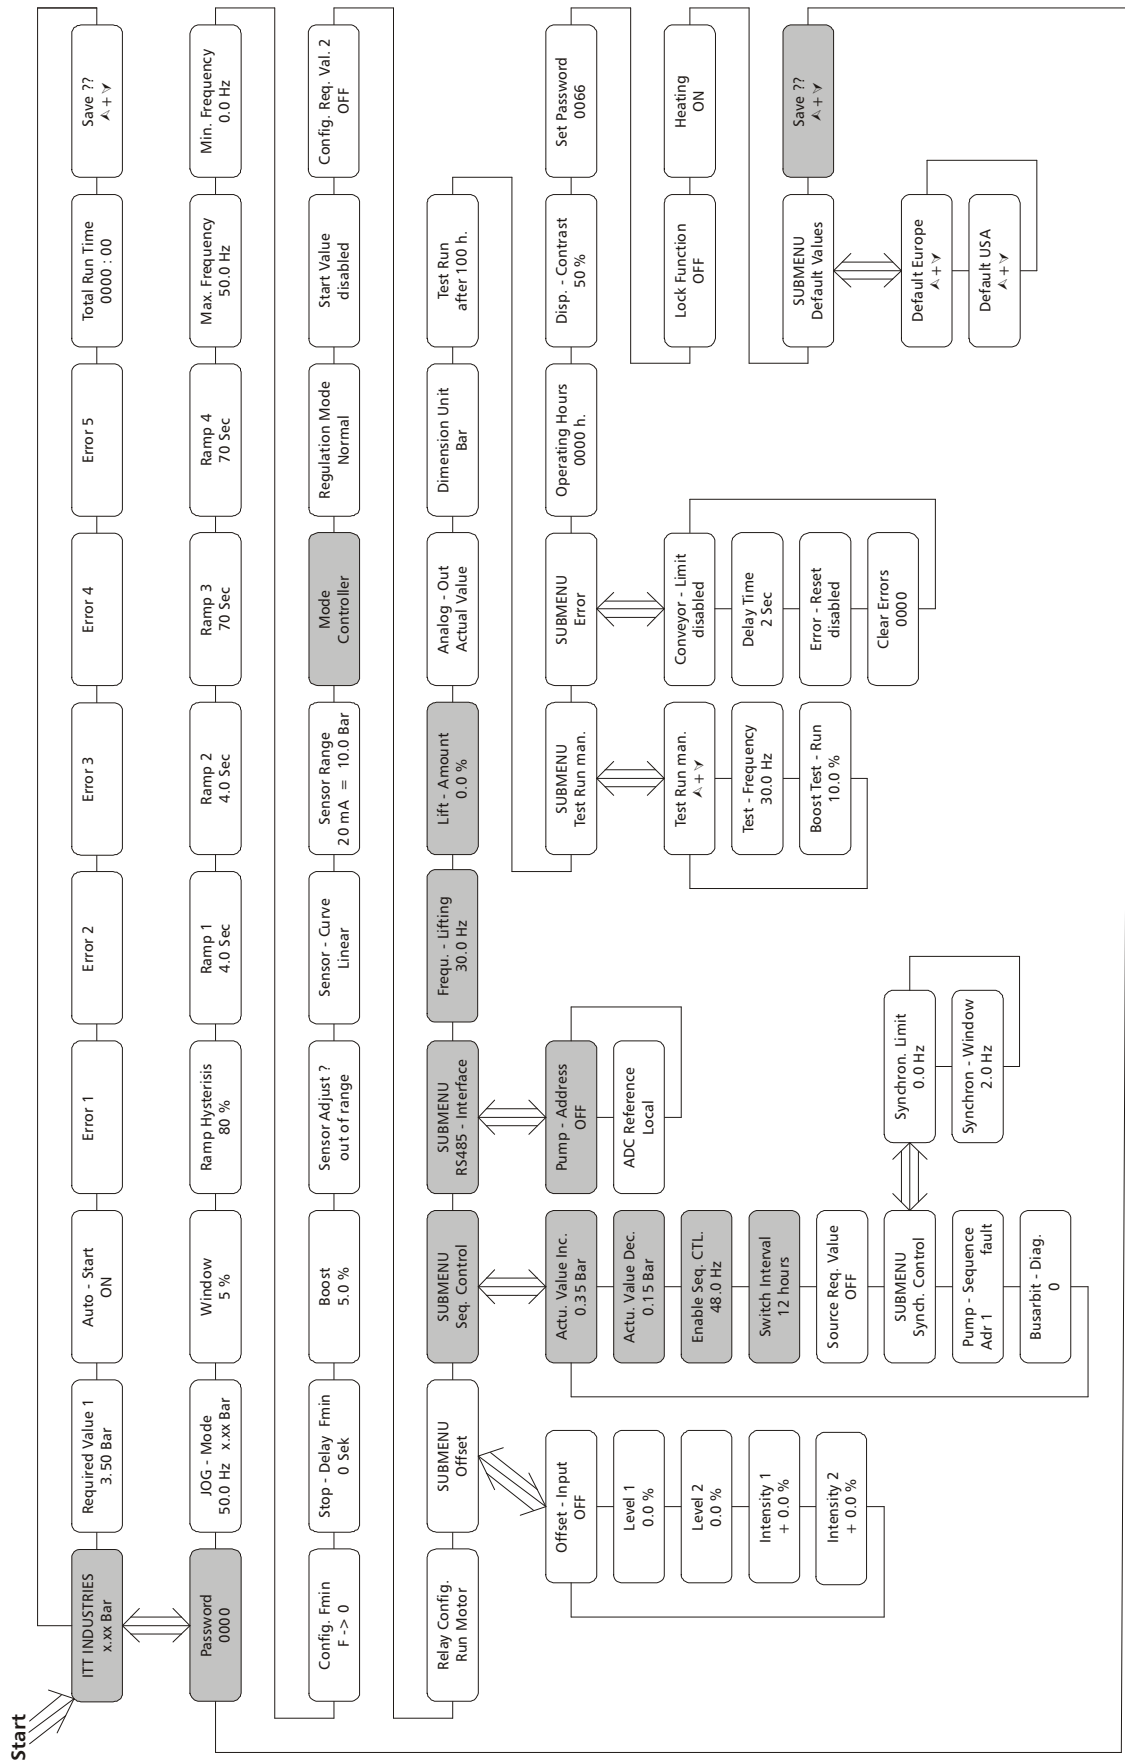 Start
ITT INDUSTRIES
x.xx Bar
Required Value 1
3.50 Bar
Auto - Start
ON
Error 1
Error 2
Error 3
Error 4
Error 5
Total Run Time
0000 : 00
Save ??
⮝ + ⮟
Password
0000
JOG - Mode
50.0 Hz x.xx Bar
Window
5 %
Ramp Hysterisis
80 %
Ramp 1
4.0 Sec
Ramp 2
4.0 Sec
Ramp 3
70 Sec
Ramp 4
70 Sec
Max. Frequency
50.0 Hz
Min. Frequency
0.0 Hz
Config. Fmin
F -> 0
Stop - Delay Fmin
0 Sek
Boost
5.0 %
Sensor Adjust ?
out of range
Sensor - Curve
Linear
Sensor Range
20 mA = 10.0 Bar
Mode
Controller
Regulation Mode
Normal
Start Value
disabled
Config. Req. Val. 2
OFF
Relay Config.
Run Motor
SUBMENU
Offset
SUBMENU
Seq. Control
SUBMENU
RS485 - Interface
Frequ. - Lifting
30.0 Hz
Lift - Amount
0.0 %
Analog - Out
Actual Value
Dimension Unit
Bar
Test Run
after 100 h.
Offset - Input
OFF
Level 1
0.0 %
Level 2
0.0 %
Intensity 1
+ 0.0 %
Intensity 2
+ 0.0 %
Actu. Value Inc.
0.35 Bar
Actu. Value Dec.
0.15 Bar
Enable Seq. CTL.
48.0 Hz
Switch Interval
12 hours
Source Req. Value
OFF
SUBMENU
Synch. Control
Pump - Sequence
Adr 1 fault
Busarbit - Diag.
0
Synchron. Limit
0.0 Hz
Synchron - Window
2.0 Hz
Pump - Address
OFF
ADC Reference
Local
SUBMENU
Test Run man.
SUBMENU
Error
Operating Hours
0000 h.
Disp. - Contrast
50 %
Set Password
0066
Test Run man.
⮝ + ⮟
Test - Frequency
30.0 Hz
Boost Test - Run
10.0 %
Conveyor - Limit
disabled
Delay Time
2 Sec
Error - Reset
disabled
Clear Errors
0000
Lock Function
OFF
Heating
ON
SUBMENU
Default Values
Save ??
⮝ + ⮟
Default Europe
⮝ + ⮟
Default USA
⮝ + ⮟